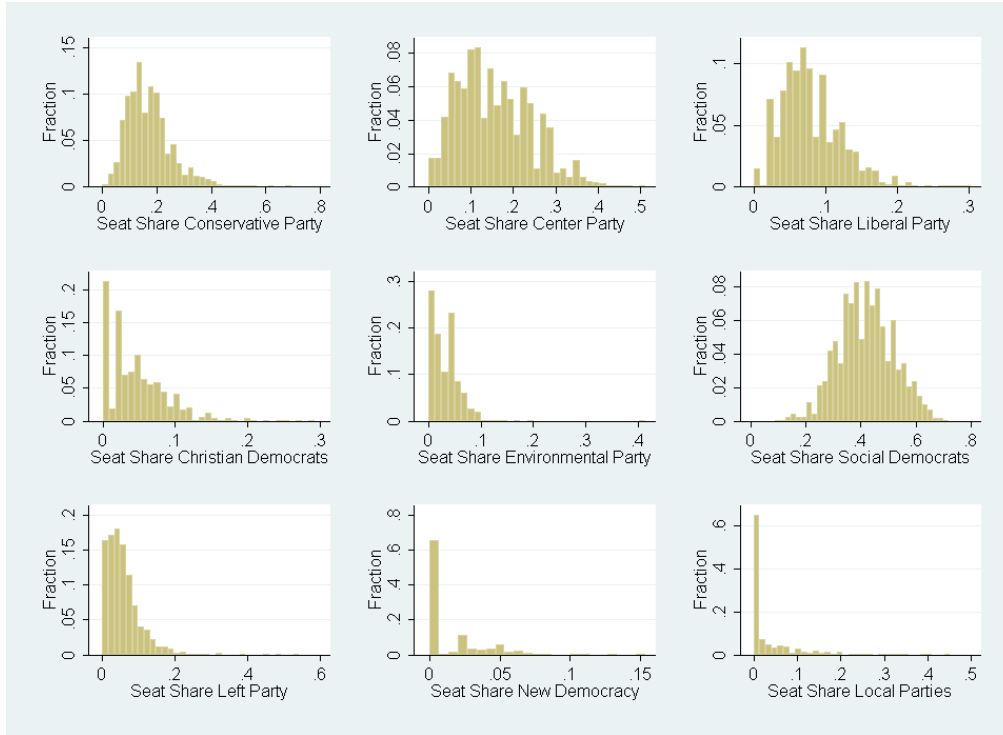 Fraction
0 .05 .1 .15
0 .2 .4 .6 .8
Seat Share Conservative Party
Fraction
0 .02 .04 .06 .08
0 .1 .2 .3 .4 .5
Seat Share Center Party
Fraction
0 .05 .1
0 .1 .2 .3
Seat Share Liberal Party
Fraction
0 .05 .1 .15 .2
0 .1 .2 .3
Seat Share Christian Democrats
Fraction
0 .1 .2 .3
0 .1 .2 .3 .4
Seat Share Environmental Party
Fraction
0 .02 .04 .06 .08
0 .2 .4 .6 .8
Seat Share Social Democrats
Fraction
0 .05 .1 .15 .2
0 .2 .4 .6
Seat Share Left Party
Fraction
0 .2 .4 .6 .8
0 .05 .1 .15
Seat Share New Democracy
Fraction
0 .2 .4 .6
0 .1 .2 .3 .4 .5
Seat Share Local Parties